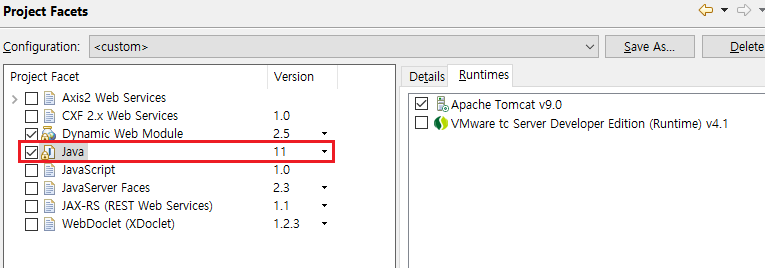 Project Facets
Configuration: <custom> Save As... Delete
Project Facet Version
Axis2 Web Services
CXF 2.x Web Services 1.0
Dynamic Web Module 2.5
Java 11
JavaScript 1.0
JavaServer Faces 2.3
JAX-RS (REST Web Services) 1.1
WebDoclet (XDoclet) 1.2.3
Details Runtimes
Apache Tomcat v9.0
VMware tc Server Developer Edition (Runtime) v4.1